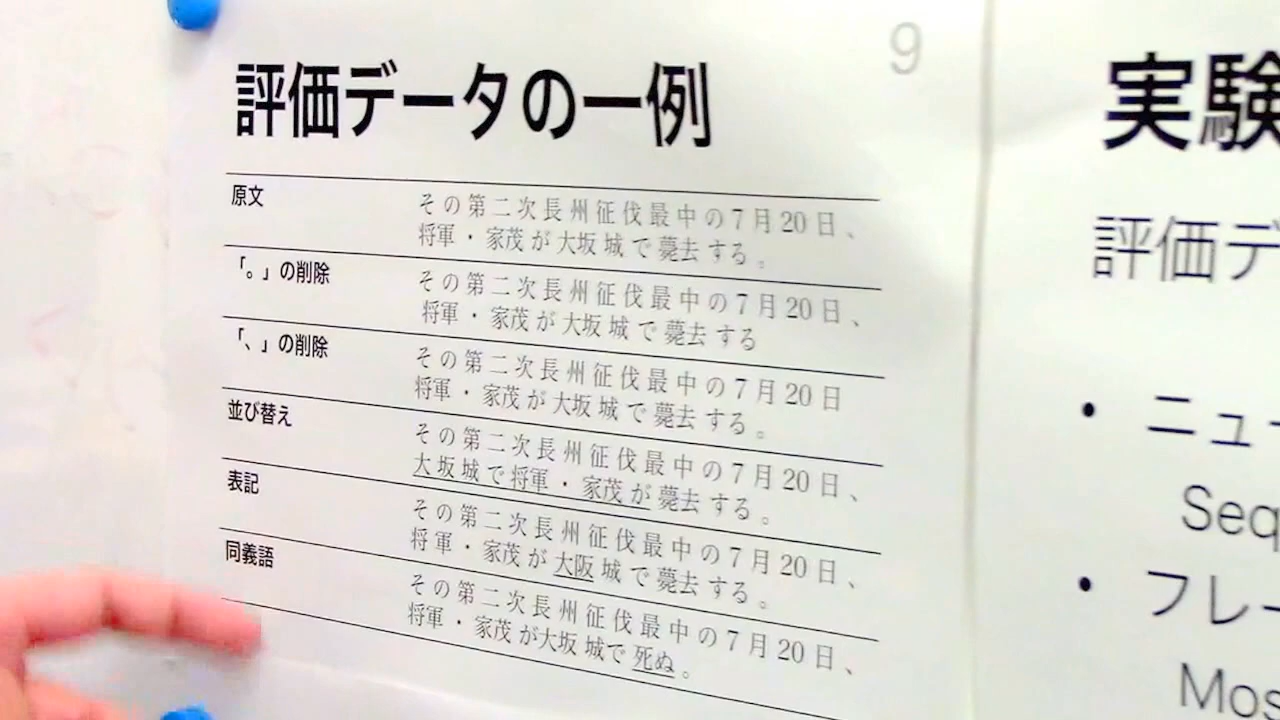 9
評価データの一例
原文
その第二次長州征伐最中の7月20日、
将軍・家茂が大坂城で薨去する。
「。」の削除
その第二次長州征伐最中の7月20日、
将軍・家茂が大坂城で薨去する
「、」の削除
その第二次長州征伐最中の7月20日
将軍・家茂が大坂城で薨去する。
並び替え
その第二次長州征伐最中の7月20日、
大坂城で将軍・家茂が薨去する。
表記
その第二次長州征伐最中の7月20日、
将軍・家茂が大阪城で薨去する。
同義語
その第二次長州征伐最中の7月20日、
将軍・家茂が大坂城で死ぬ。
実験
評価デ
• ニュー
Seq
• フレー
Mos